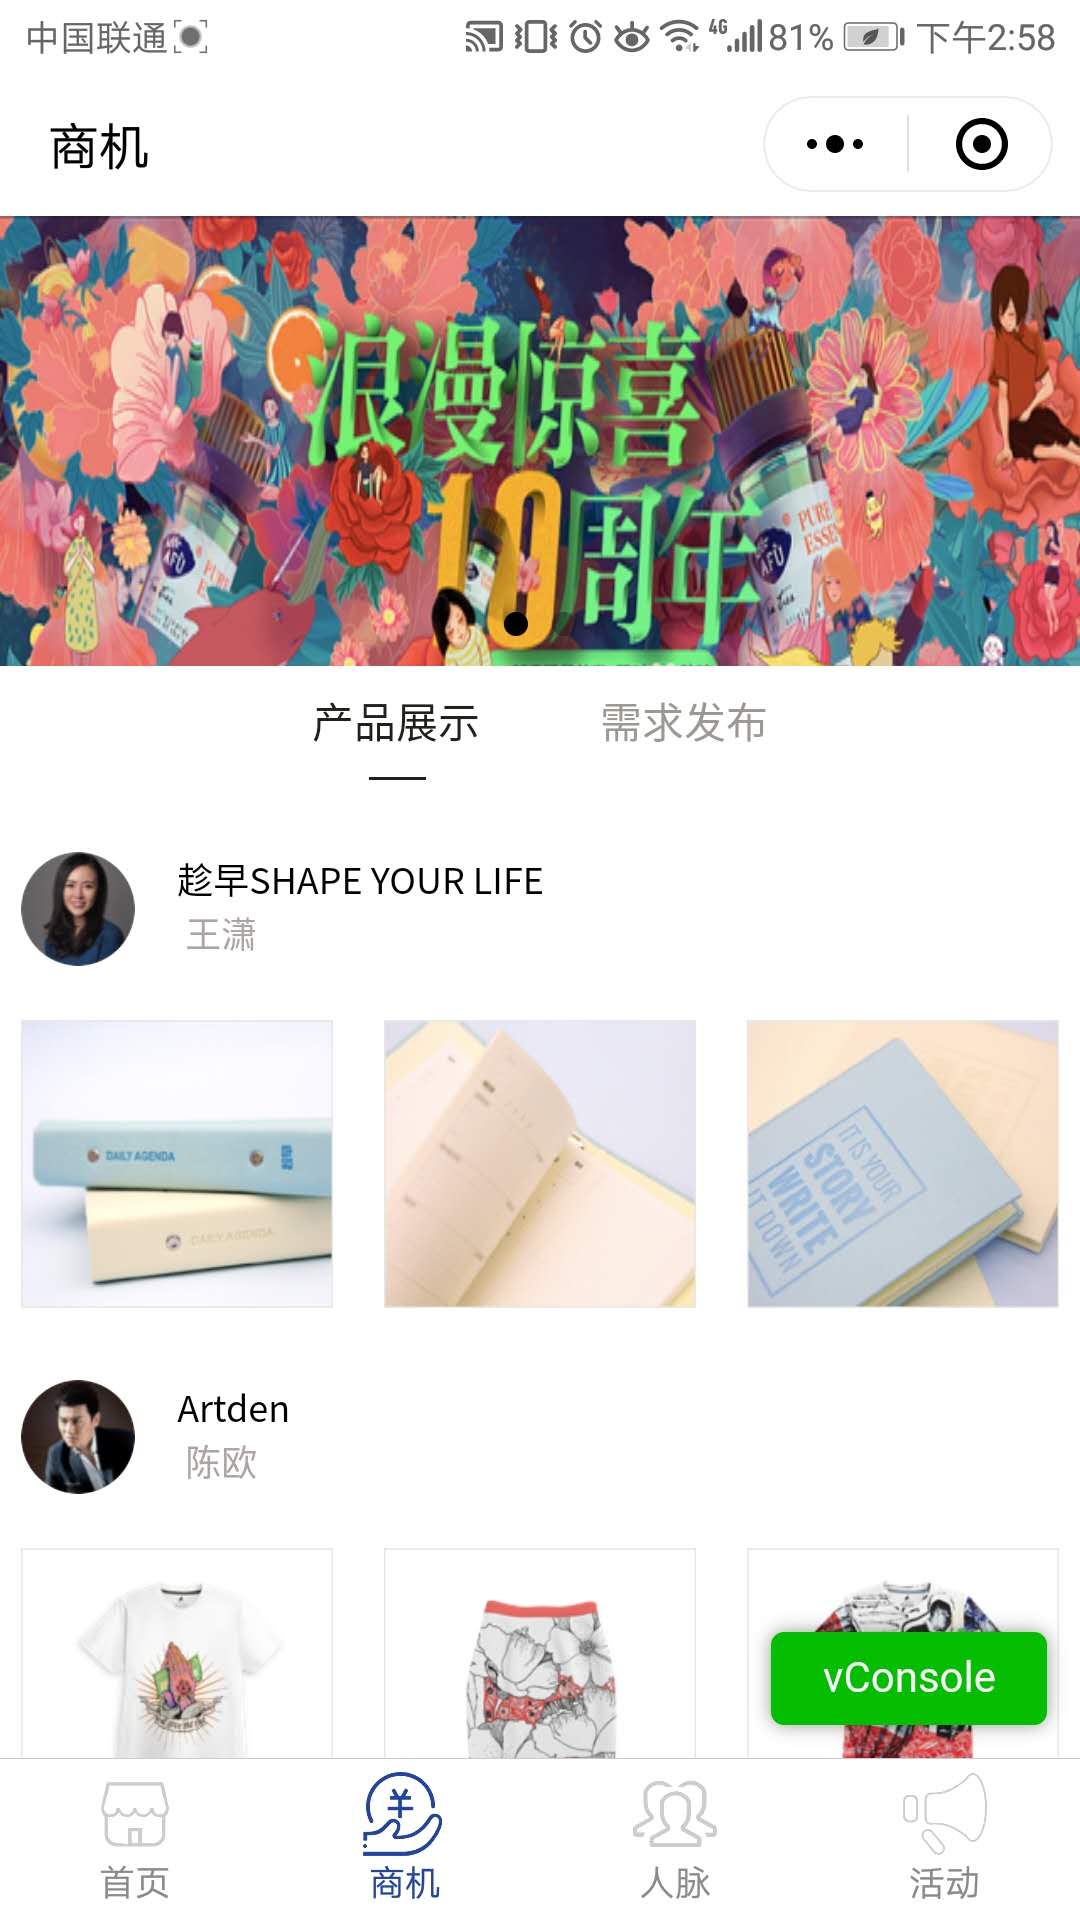 中国联通 4G 81% 下午2:58
商机
浪漫惊喜
10周年
AFU
PURE
ESSE
产品展示 需求发布
趁早SHAPE YOUR LIFE
王潇
DAILY AGENDA
趁早
DAILY AGENDA
IT IS YOUR
STORY
WRITE
IT DOWN
Artden
陈欧
vConsole
首页 商机 人脉 活动